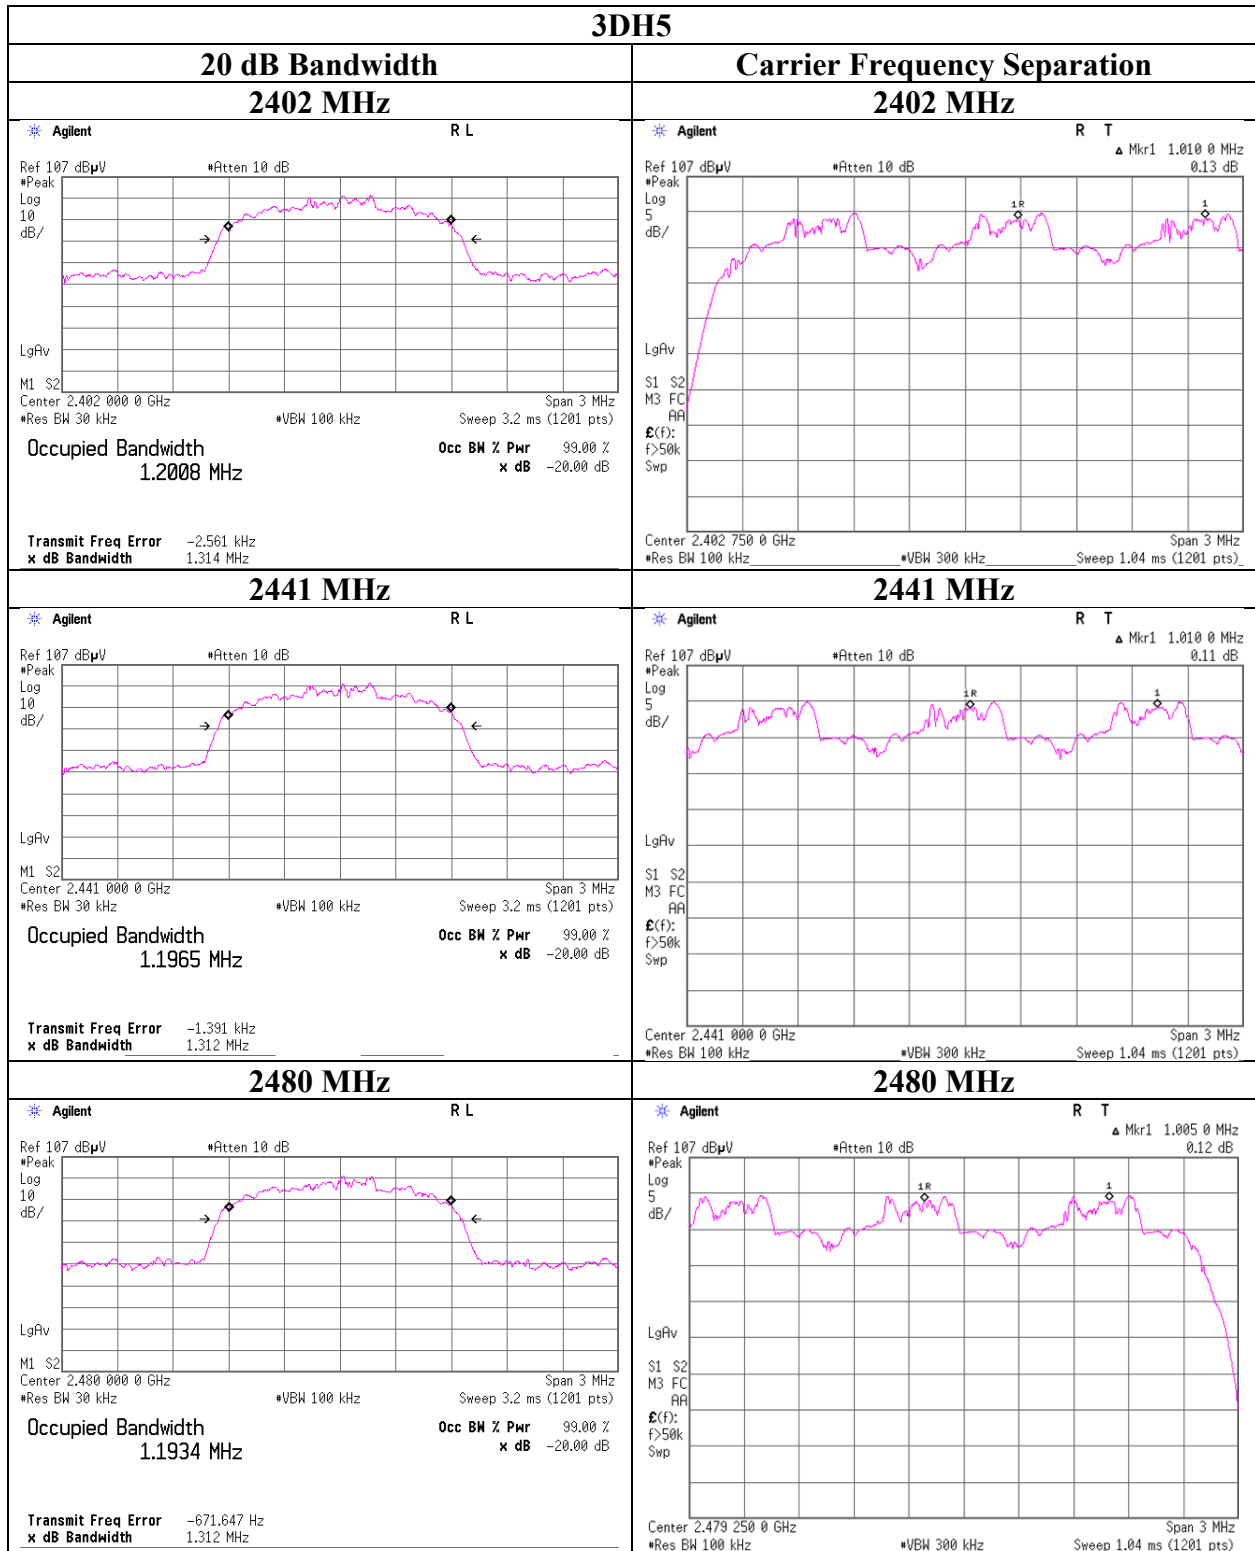 3DH5
20 dB Bandwidth
Carrier Frequency Separation
2402 MHz
2402 MHz
Agilent R L
Ref 107 dBµV #Atten 10 dB
#Peak
Log
10
dB/
LgAv
M1 S2
Center 2.402 000 0 GHz Span 3 MHz
#Res BW 30 kHz #VBW 100 kHz Sweep 3.2 ms (1201 pts)
Occupied Bandwidth Occ BW % Pwr 99.00 %
1.2008 MHz x dB -20.00 dB
Transmit Freq Error -2.561 kHz
x dB Bandwidth 1.314 MHz
Agilent R T
Δ Mkr1 1.010 0 MHz
Ref 107 dBµV #Atten 10 dB 0.13 dB
#Peak
Log
5
dB/
1R 1
LgAv
S1 S2
M3 FC
AA
£(f):
f>50k
Swp
Center 2.402 750 0 GHz Span 3 MHz
#Res BW 100 kHz #VBW 300 kHz Sweep 1.04 ms (1201 pts)
2441 MHz
2441 MHz
Agilent R L
Ref 107 dBµV #Atten 10 dB
#Peak
Log
10
dB/
LgAv
M1 S2
Center 2.441 000 0 GHz Span 3 MHz
#Res BW 30 kHz #VBW 100 kHz Sweep 3.2 ms (1201 pts)
Occupied Bandwidth Occ BW % Pwr 99.00 %
1.1965 MHz x dB -20.00 dB
Transmit Freq Error -1.391 kHz
x dB Bandwidth 1.312 MHz
Agilent R T
Δ Mkr1 1.010 0 MHz
Ref 107 dBµV #Atten 10 dB 0.11 dB
#Peak
Log
5
dB/
1R 1
LgAv
S1 S2
M3 FC
AA
£(f):
f>50k
Swp
Center 2.441 000 0 GHz Span 3 MHz
#Res BW 100 kHz #VBW 300 kHz Sweep 1.04 ms (1201 pts)
2480 MHz
2480 MHz
Agilent R L
Ref 107 dBµV #Atten 10 dB
#Peak
Log
10
dB/
LgAv
M1 S2
Center 2.480 000 0 GHz Span 3 MHz
#Res BW 30 kHz #VBW 100 kHz Sweep 3.2 ms (1201 pts)
Occupied Bandwidth Occ BW % Pwr 99.00 %
1.1934 MHz x dB -20.00 dB
Transmit Freq Error -671.647 Hz
x dB Bandwidth 1.312 MHz
Agilent R T
Δ Mkr1 1.005 0 MHz
Ref 107 dBµV #Atten 10 dB 0.12 dB
#Peak
Log
5
dB/
1R 1
LgAv
S1 S2
M3 FC
AA
£(f):
f>50k
Swp
Center 2.479 250 0 GHz Span 3 MHz
#Res BW 100 kHz #VBW 300 kHz Sweep 1.04 ms (1201 pts)